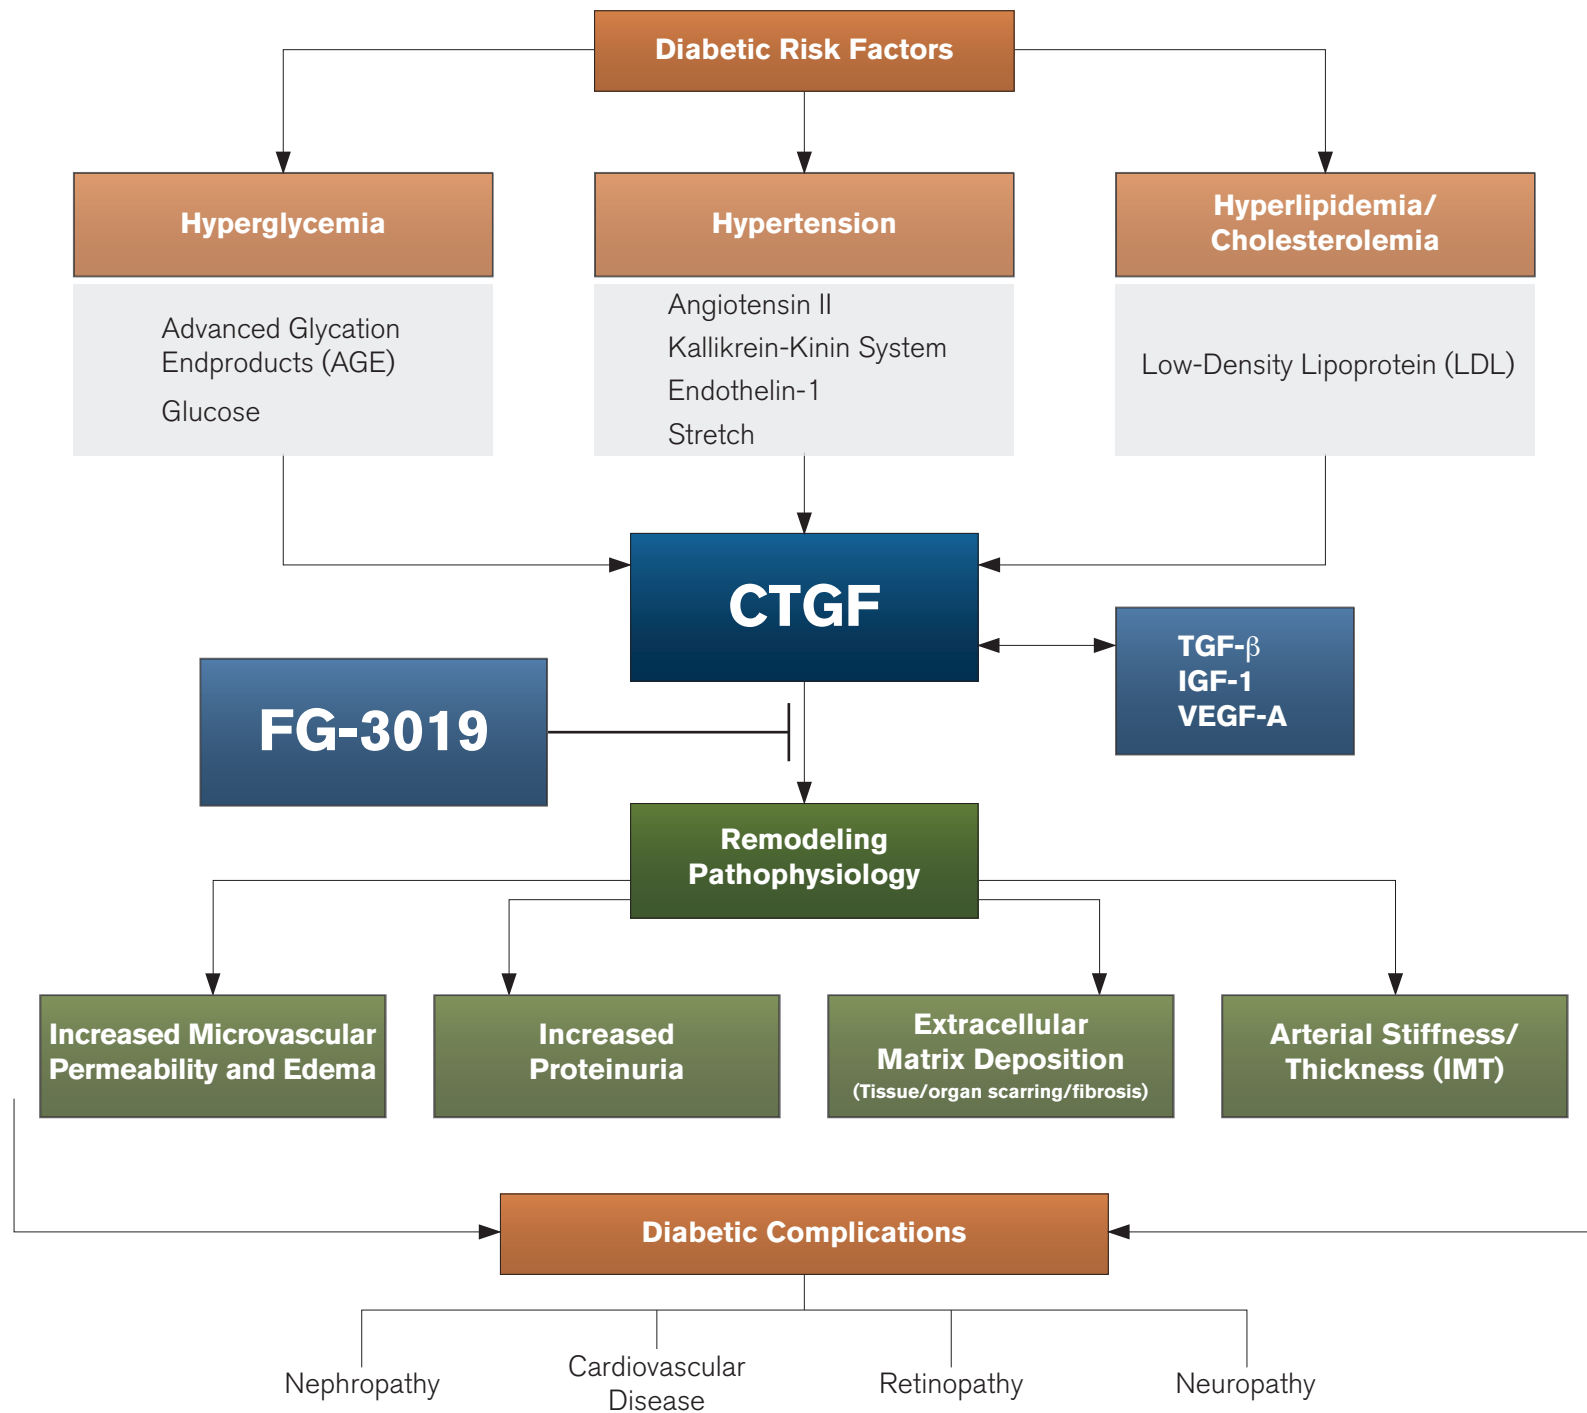 Diabetic Risk Factors
Hyperglycemia
Hypertension
Hyperlipidemia/
Cholesterolemia
Advanced Glycation
Endproducts (AGE)
Glucose
Angiotensin II
Kallikrein-Kinin System
Endothelin-1
Stretch
Low-Density Lipoprotein (LDL)
CTGF
TGF-β
IGF-1
VEGF-A
FG-3019
Remodeling
Pathophysiology
Increased Microvascular
Permeability and Edema
Increased
Proteinuria
Extracellular
Matrix Deposition
(Tissue/organ scarring/fibrosis)
Arterial Stiffness/
Thickness (IMT)
Diabetic Complications
Nephropathy
Cardiovascular
Disease
Retinopathy
Neuropathy